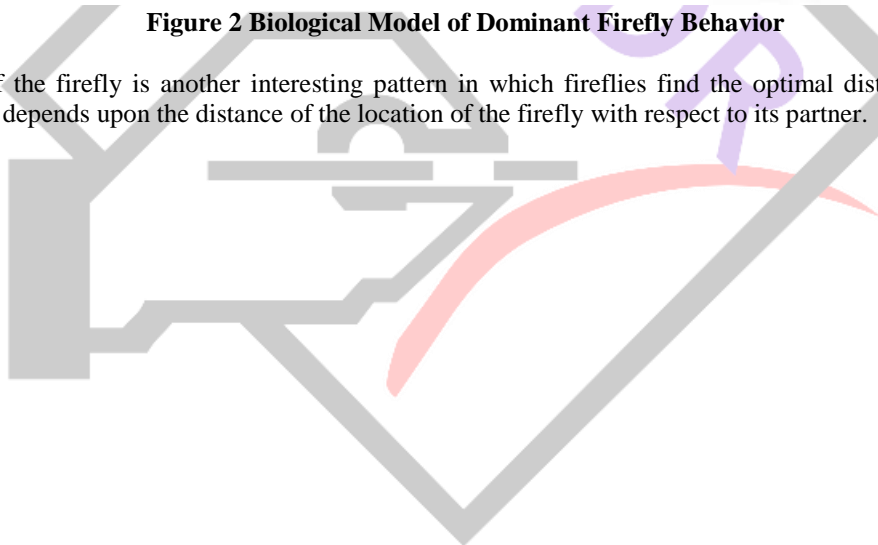 Figure 2 Biological Model of Dominant Firefly Behavior
the firefly is another interesting pattern in which fireflies find the optimal
depends upon the distance of the location of the firefly with respect to its partner.